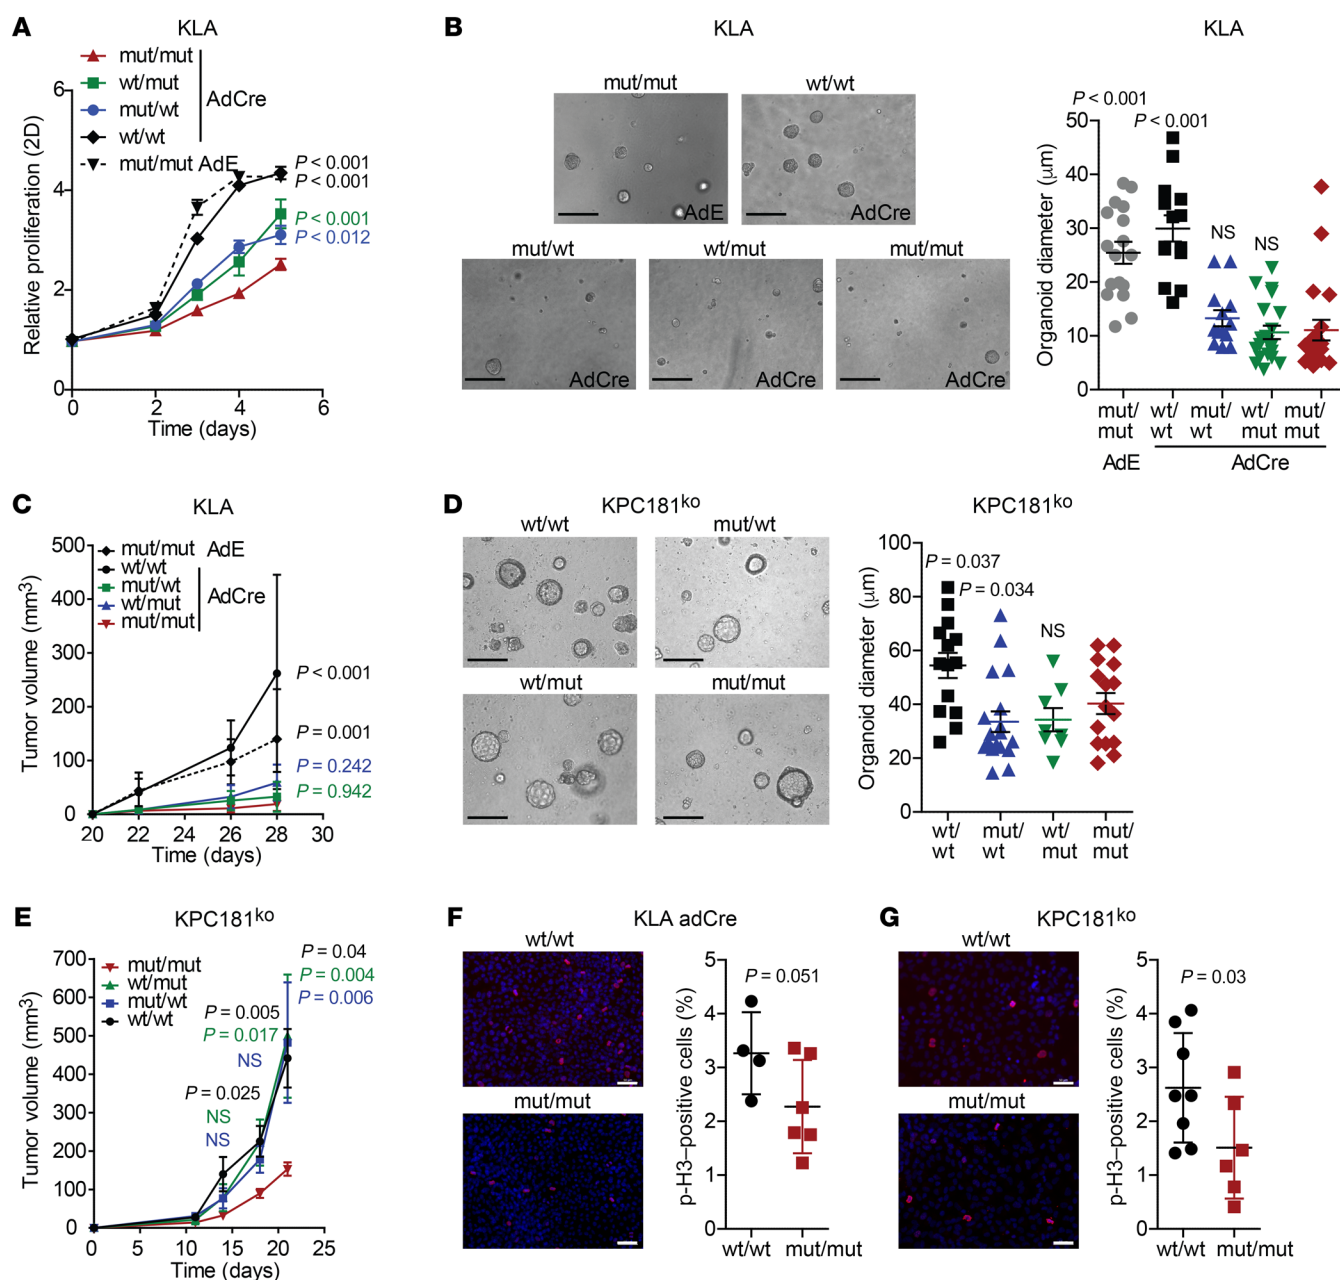 A
KLA
mut/mut
wt/mut
mut/wt
wt/wt
mut/mut AdE
AdCre
P < 0.001
P < 0.001
P < 0.001
P < 0.012
Relative proliferation (2D)
6
4
2
0
0 2 4 6
Time (days)
B
KLA
mut/mut
AdE
wt/wt
AdCre
mut/wt
AdCre
wt/mut
AdCre
mut/mut
AdCre
KLA
P < 0.001
P < 0.001
NS
NS
Organoid diameter (μm)
50
40
30
20
10
0
mut/ wt/ mut/ wt/ mut/
mut wt wt mut mut
AdE AdCre
C
KLA
mut/mut AdE
wt/wt
mut/wt
wt/mut
mut/mut
AdCre
P < 0.001
P = 0.001
P = 0.242
P = 0.942
Tumor volume (mm³)
500
400
300
200
100
0
20 22 24 26 28 30
Time (days)
D
KPC181ᵏᵒ
wt/wt
mut/wt
wt/mut
mut/mut
KPC181ᵏᵒ
P = 0.037
P = 0.034
NS
Organoid diameter (μm)
100
80
60
40
20
0
wt/ mut/ wt/ mut/
wt wt mut mut
E
KPC181ᵏᵒ
mut/mut
wt/mut
mut/wt
wt/wt
P = 0.04
P = 0.004
P = 0.006
P = 0.005
P = 0.017
NS
P = 0.025
NS
NS
Tumor volume (mm³)
700
600
500
400
300
200
100
0
0 5 10 15 20 25
Time (days)
F
KLA adCre
wt/wt
mut/mut
P = 0.051
p-H3–positive cells (%)
5
4
3
2
1
0
wt/wt mut/mut
G
KPC181ᵏᵒ
wt/wt
mut/mut
P = 0.03
p-H3–positive cells (%)
5
4
3
2
1
0
wt/wt mut/mut